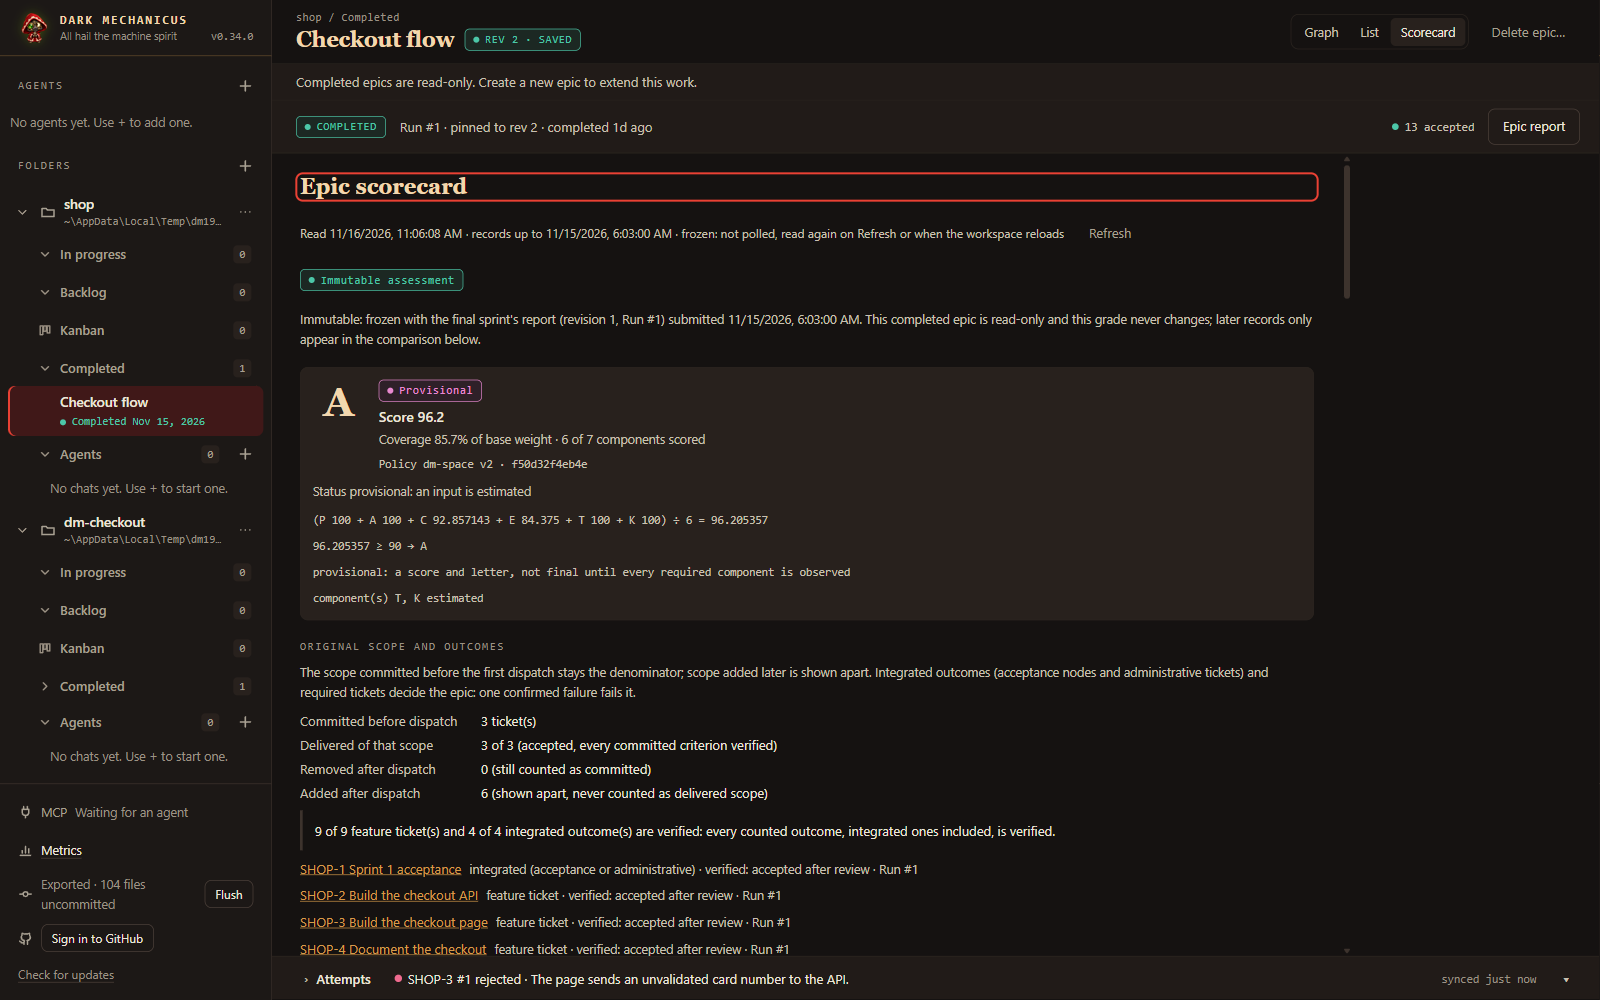 DARK MECHANICUS
All hail the machine spirit v0.34.0
AGENTS
No agents yet. Use + to add one.
FOLDERS
shop
~\AppData\Local\Temp\dm19…
In progress 0
Backlog 0
Kanban 0
Completed 1
Checkout flow
Completed Nov 15, 2026
Agents 0
No chats yet. Use + to start one.
dm-checkout
~\AppData\Local\Temp\dm19…
In progress 0
Backlog 0
Kanban 0
Completed 1
Agents 0
No chats yet. Use + to start one.
MCP Waiting for an agent
Metrics
Exported · 104 files
uncommitted
Flush
Sign in to GitHub
Check for updates
shop / Completed
Checkout flow
REV 2 · SAVED
Graph
List
Scorecard
Delete epic…
Completed epics are read-only. Create a new epic to extend this work.
COMPLETED
Run #1 · pinned to rev 2 · completed 1d ago
13 accepted
Epic report
Epic scorecard
Read 11/16/2026, 11:06:08 AM · records up to 11/15/2026, 6:03:00 AM · frozen: not polled, read again on Refresh or when the workspace reloads
Refresh
Immutable assessment
Immutable: frozen with the final sprint's report (revision 1, Run #1) submitted 11/15/2026, 6:03:00 AM. This completed epic is read-only and this grade never changes; later records only
appear in the comparison below.
A
Provisional
Score 96.2
Coverage 85.7% of base weight · 6 of 7 components scored
Policy dm-space v2 · f50d32f4eb4e
Status provisional: an input is estimated
(P 100 + A 100 + C 92.857143 + E 84.375 + T 100 + K 100) ÷ 6 = 96.205357
96.205357 ≥ 90 → A
provisional: a score and letter, not final until every required component is observed
component(s) T, K estimated
ORIGINAL SCOPE AND OUTCOMES
The scope committed before the first dispatch stays the denominator; scope added later is shown apart. Integrated outcomes (acceptance nodes and administrative tickets) and
required tickets decide the epic: one confirmed failure fails it.
Committed before dispatch 3 ticket(s)
Delivered of that scope 3 of 3 (accepted, every committed criterion verified)
Removed after dispatch 0 (still counted as committed)
Added after dispatch 6 (shown apart, never counted as delivered scope)
9 of 9 feature ticket(s) and 4 of 4 integrated outcome(s) are verified: every counted outcome, integrated ones included, is verified.
SHOP-1 Sprint 1 acceptance integrated (acceptance or administrative) · verified: accepted after review · Run #1
SHOP-2 Build the checkout API feature ticket · verified: accepted after review · Run #1
SHOP-3 Build the checkout page feature ticket · verified: accepted after review · Run #1
SHOP-4 Document the checkout feature ticket · verified: accepted after review · Run #1
Attempts
SHOP-3 #1 rejected · The page sends an unvalidated card number to the API.
synced just now